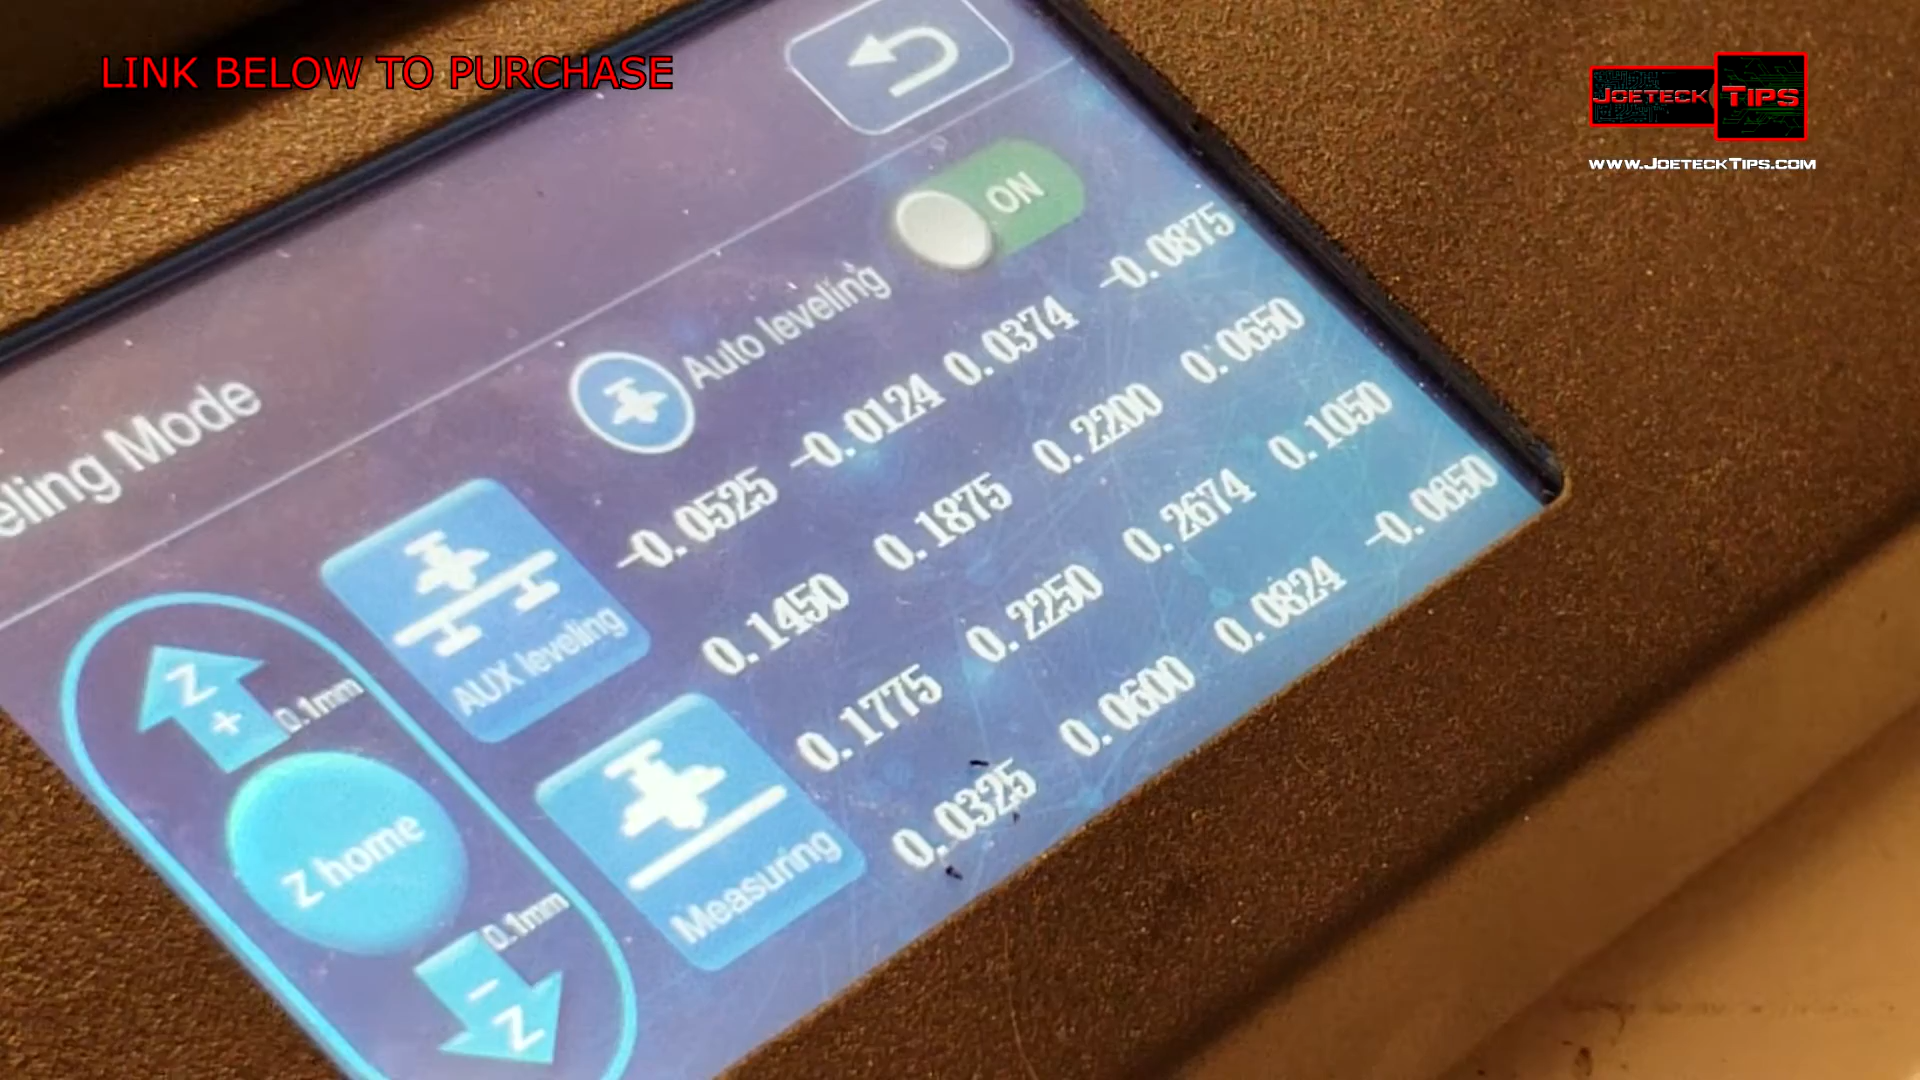 LINK BELOW TO PURCHASE
JOETECK TIPS
WWW.JOETECKTIPS.COM
eling Mode
Auto leveling ON
-0.0525 -0.0124 0.0374 -0.0875
0.1450 0.1875 0.2200 0.0650
0.1775 0.2250 0.2674 0.1050
0.0325 0.0600 0.0824 -0.0650
AUX leveling
Measuring
Z
+
0.1mm
Z home
0.1mm
-
Z